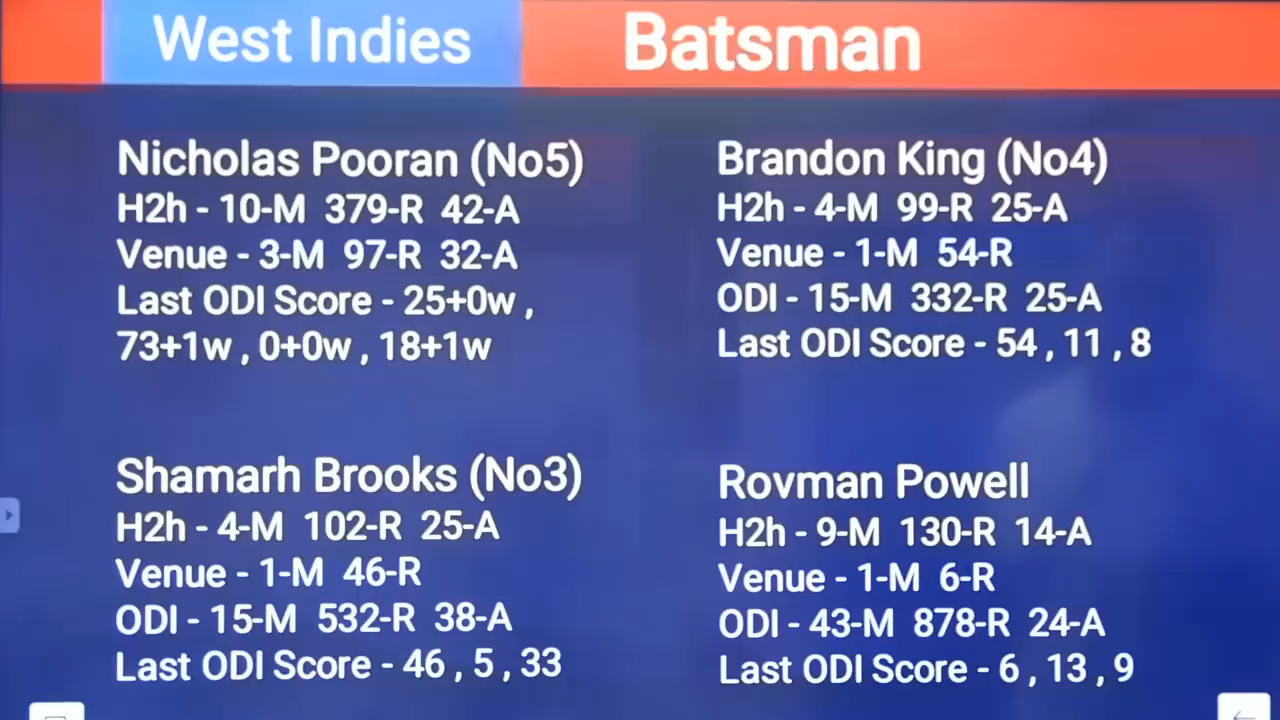 West Indies
Batsman
Nicholas Pooran (No5)
H2h - 10-M 379-R 42-A
Venue - 3-M 97-R 32-A
Last ODI Score - 25+0w ,
73+1w , 0+0w , 18+1w
Brandon King (No4)
H2h - 4-M 99-R 25-A
Venue - 1-M 54-R
ODI - 15-M 332-R 25-A
Last ODI Score - 54 , 11 , 8
Shamarh Brooks (No3)
H2h - 4-M 102-R 25-A
Venue - 1-M 46-R
ODI - 15-M 532-R 38-A
Last ODI Score - 46 , 5 , 33
Rovman Powell
H2h - 9-M 130-R 14-A
Venue - 1-M 6-R
ODI - 43-M 878-R 24-A
Last ODI Score - 6 , 13 , 9